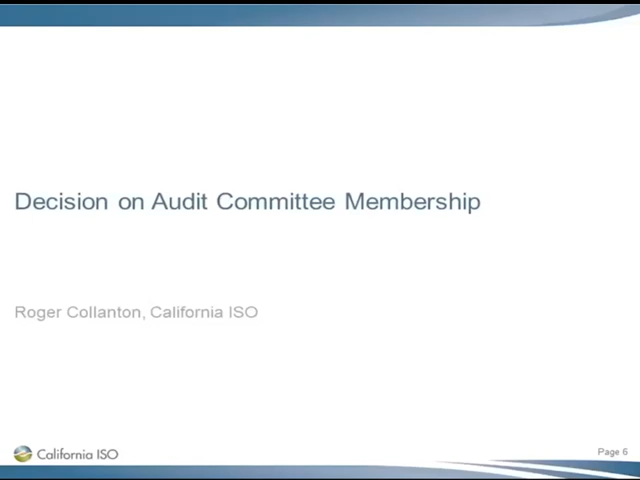 Decision on Audit Committee Membership
Roger Collanton, California ISO
California ISO
Page 6